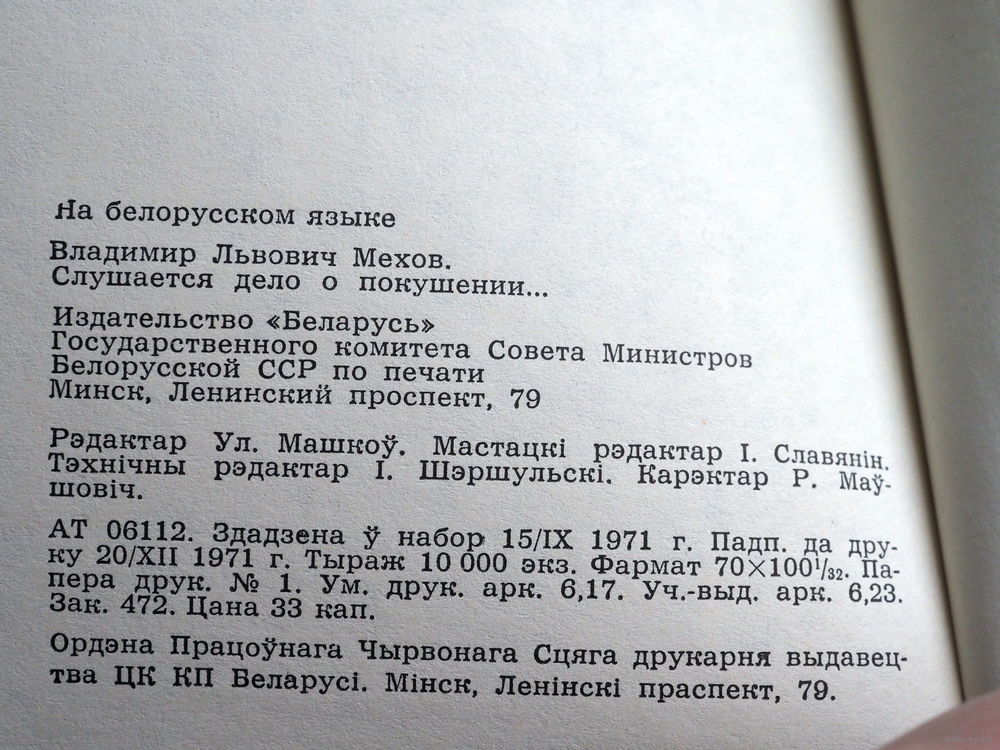 На белорусском языке
Владимир Львович Мехов.
Слушается дело о покушении...
Издательство «Беларусь»
Государственного комитета Совета Министров
Белорусской ССР по печати
Минск, Ленинский проспект, 79
Рэдактар Ул. Машкоў. Мастацкі рэдактар І. Славянін.
Тэхнічны рэдактар І. Шэршульскі. Карэктар Р. Маў-
шовіч.
АТ 06112. Здадзена ў набор 15/IX 1971 г. Падп. да дру-
ку 20/XII 1971 г. Тыраж 10 000 экз. Фармат 70×100¹/₃₂. Па-
пера друк. № 1. Ум. друк. арк. 6,17. Уч.-выд. арк. 6,23.
Зак. 472. Цана 33 кап.
Ордэна Працоўнага Чырвонага Сцяга друкарня выдавец-
тва ЦК КП Беларусі. Мінск, Ленінскі праспект, 79.